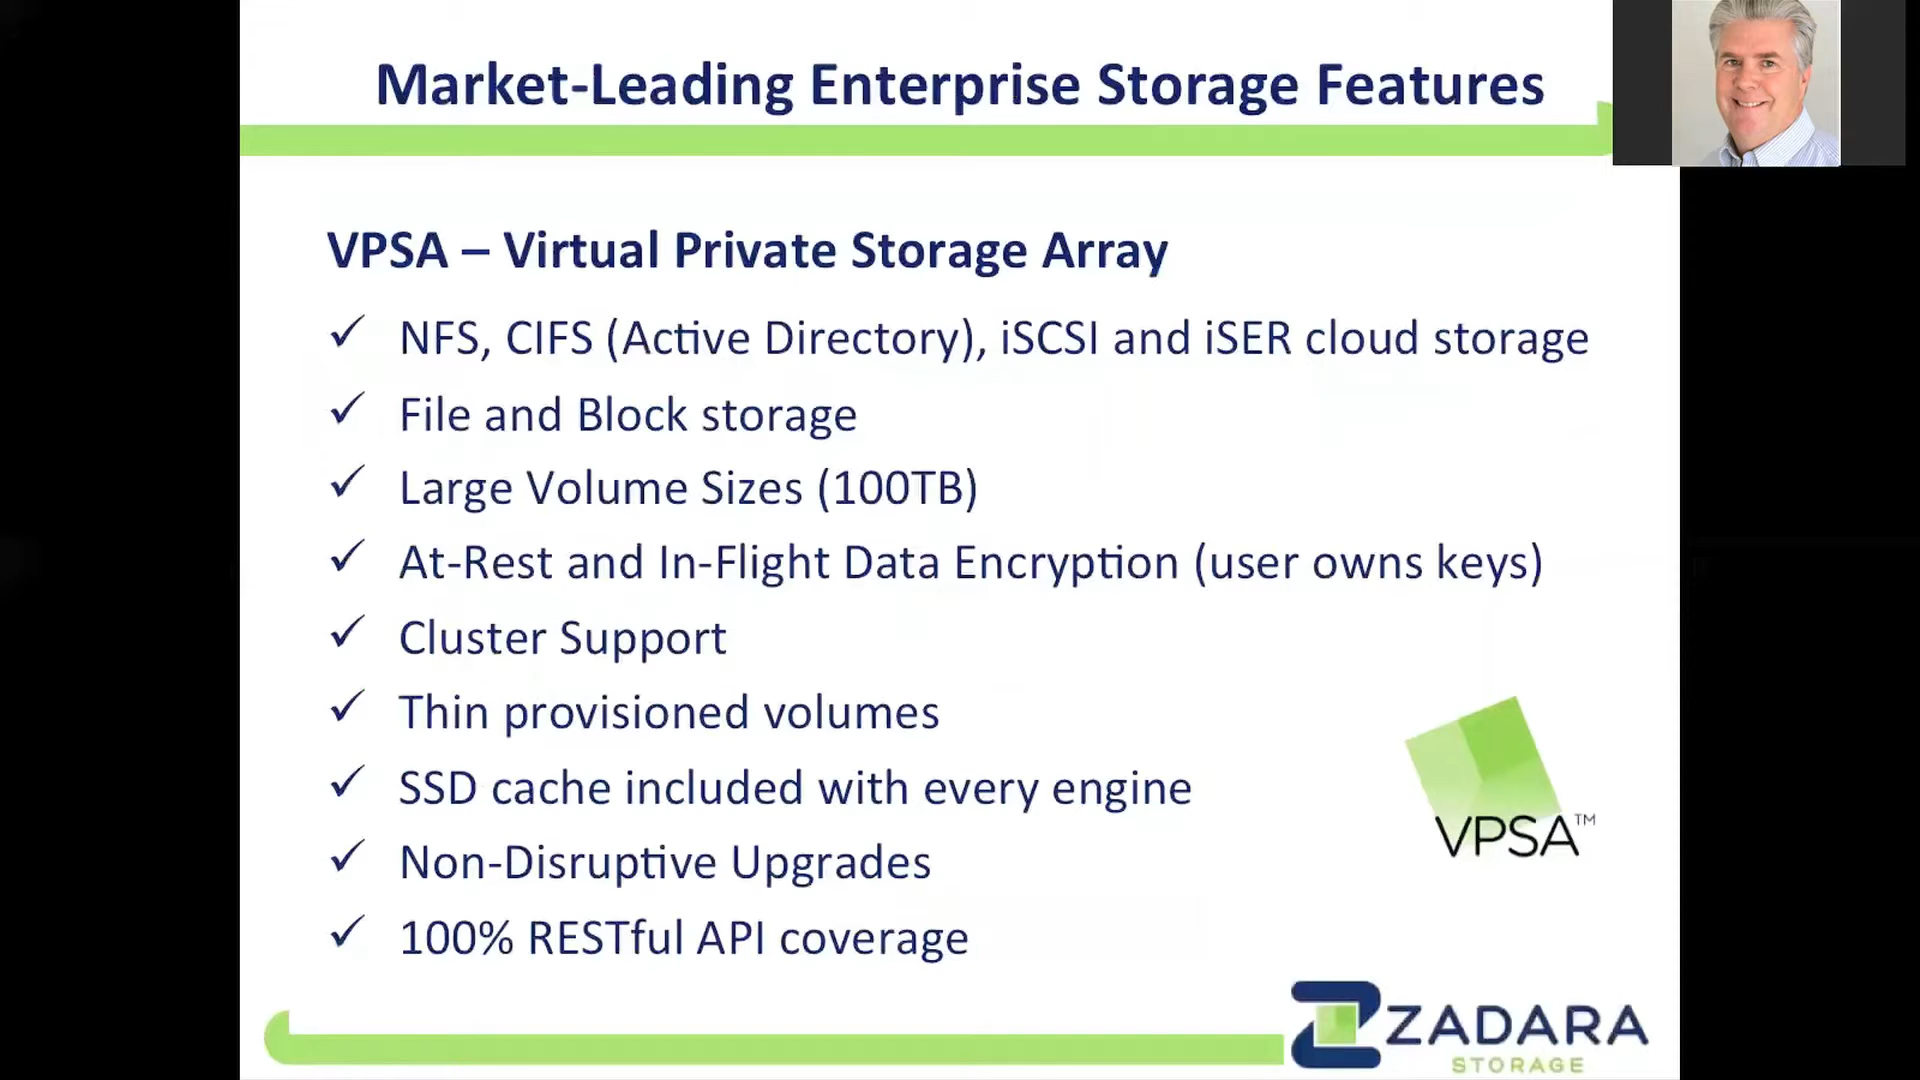 Market-Leading Enterprise Storage Features
VPSA – Virtual Private Storage Array
✓ NFS, CIFS (Active Directory), iSCSI and iSER cloud storage
✓ File and Block storage
✓ Large Volume Sizes (100TB)
✓ At-Rest and In-Flight Data Encryption (user owns keys)
✓ Cluster Support
✓ Thin provisioned volumes
✓ SSD cache included with every engine
✓ Non-Disruptive Upgrades
✓ 100% RESTful API coverage
VPSA™
ZADARA
STORAGE